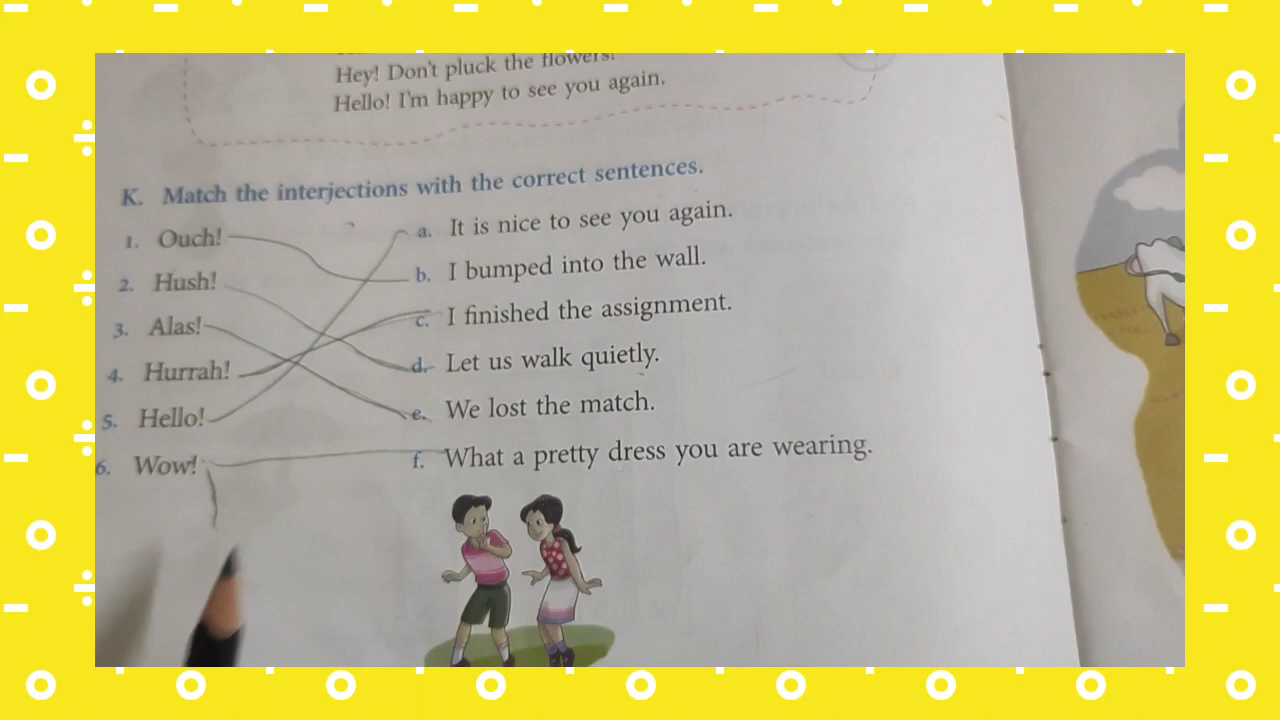 Hey! Don't pluck the flowers!
Hello! I'm happy to see you again.
K. Match the interjections with the correct sentences.
1. Ouch! a. It is nice to see you again.
2. Hush! b. I bumped into the wall.
3. Alas! c. I finished the assignment.
4. Hurrah! d. Let us walk quietly.
5. Hello! e. We lost the match.
6. Wow! f. What a pretty dress you are wearing.